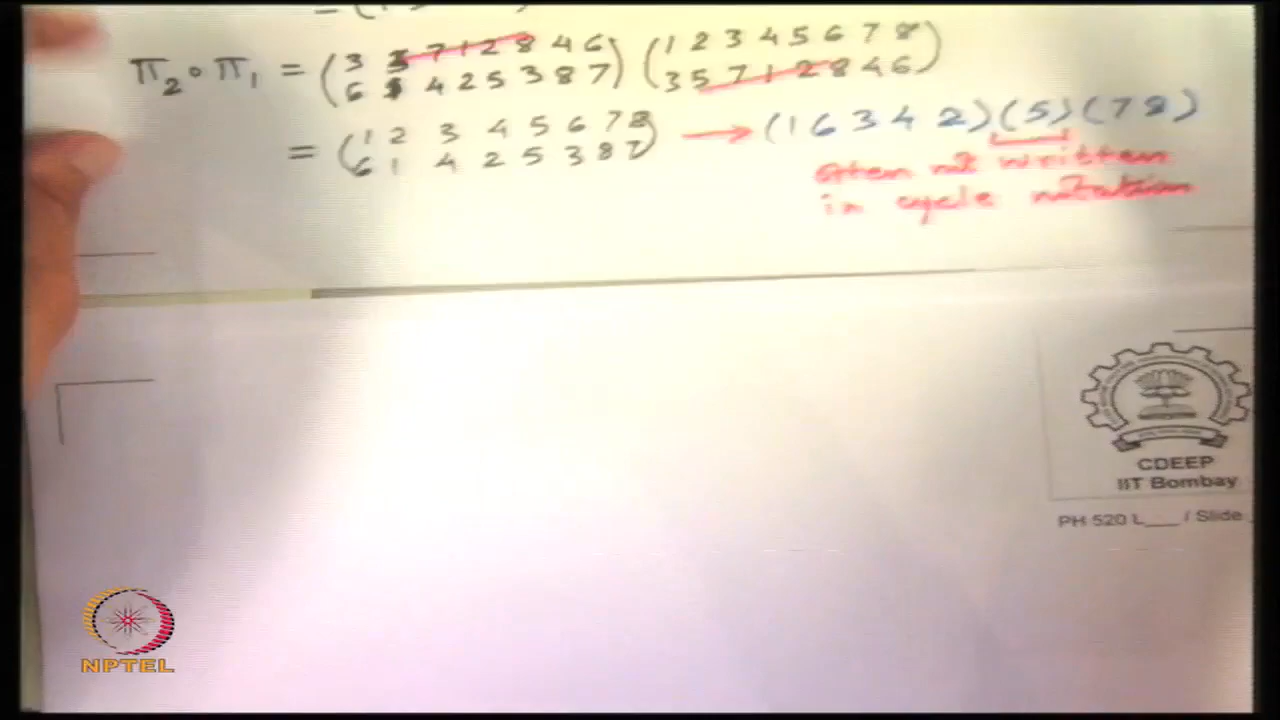 π₂∘π₁ = (3 5 7 1 2 8 4 6) (1 2 3 4 5 6 7 8)
(6 1 4 2 5 3 8 7) (3 5 7 1 2 8 4 6)
= (1 2 3 4 5 6 7 8) → (1 6 3 4 2)(5)(7 8)
(6 1 4 2 5 3 8 7)
often not written
in cycle notation
CDEEP
IIT Bombay
PH 520 L___ / Slide
NPTEL